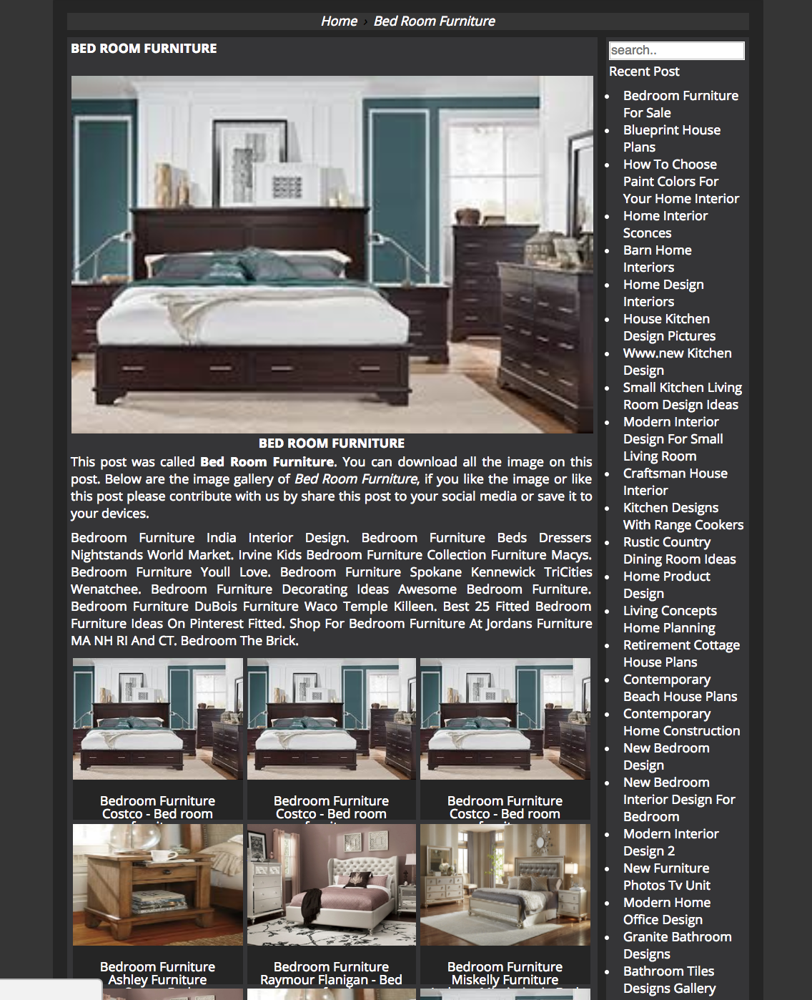 Home › Bed Room Furniture
BED ROOM FURNITURE
BED ROOM FURNITURE
This post was called Bed Room Furniture. You can download all the image on this
post. Below are the image gallery of Bed Room Furniture, if you like the image or like
this post please contribute with us by share this post to your social media or save it to
your devices.
Bedroom Furniture India Interior Design. Bedroom Furniture Beds Dressers
Nightstands World Market. Irvine Kids Bedroom Furniture Collection Furniture Macys.
Bedroom Furniture Youll Love. Bedroom Furniture Spokane Kennewick TriCities
Wenatchee. Bedroom Furniture Decorating Ideas Awesome Bedroom Furniture.
Bedroom Furniture DuBois Furniture Waco Temple Killeen. Best 25 Fitted Bedroom
Furniture Ideas On Pinterest Fitted. Shop For Bedroom Furniture At Jordans Furniture
MA NH RI And CT. Bedroom The Brick.
Bedroom Furniture
Costco - Bed room
Bedroom Furniture
Costco - Bed room
Bedroom Furniture
Costco - Bed room
Bedroom Furniture
Ashley Furniture
Bedroom Furniture
Raymour Flanigan - Bed
Bedroom Furniture
Miskelly Furniture
search..
Recent Post
Bedroom Furniture
For Sale
Blueprint House
Plans
How To Choose
Paint Colors For
Your Home Interior
Home Interior
Sconces
Barn Home
Interiors
Home Design
Interiors
House Kitchen
Design Pictures
Www.new Kitchen
Design
Small Kitchen Living
Room Design Ideas
Modern Interior
Design For Small
Living Room
Craftsman House
Interior
Kitchen Designs
With Range Cookers
Rustic Country
Dining Room Ideas
Home Product
Design
Living Concepts
Home Planning
Retirement Cottage
House Plans
Contemporary
Beach House Plans
Contemporary
Home Construction
New Bedroom
Design
New Bedroom
Interior Design For
Bedroom
Modern Interior
Design 2
New Furniture
Photos Tv Unit
Modern Home
Office Design
Granite Bathroom
Designs
Bathroom Tiles
Designs Gallery